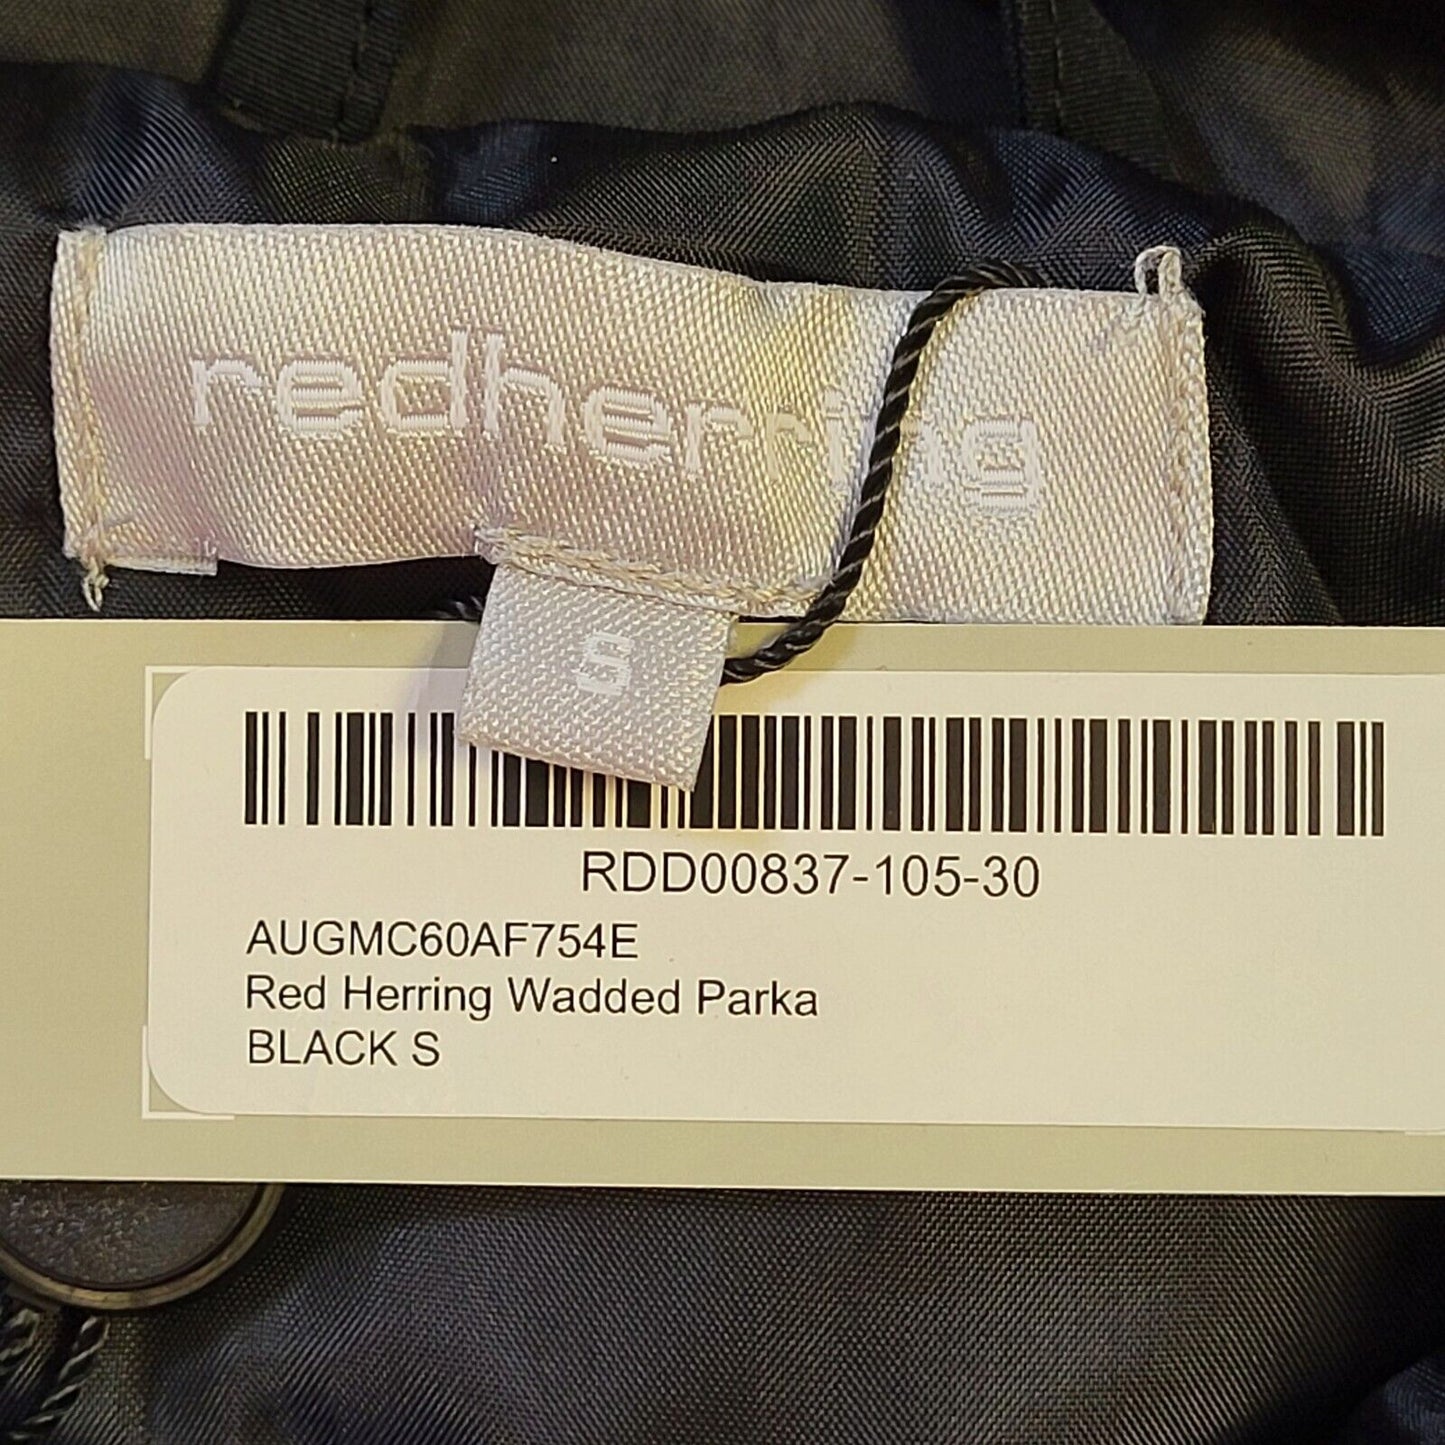 redherring
S
RDD00837-105-30
AUGMC60AF754E
Red Herring Wadded Parka
BLACK S